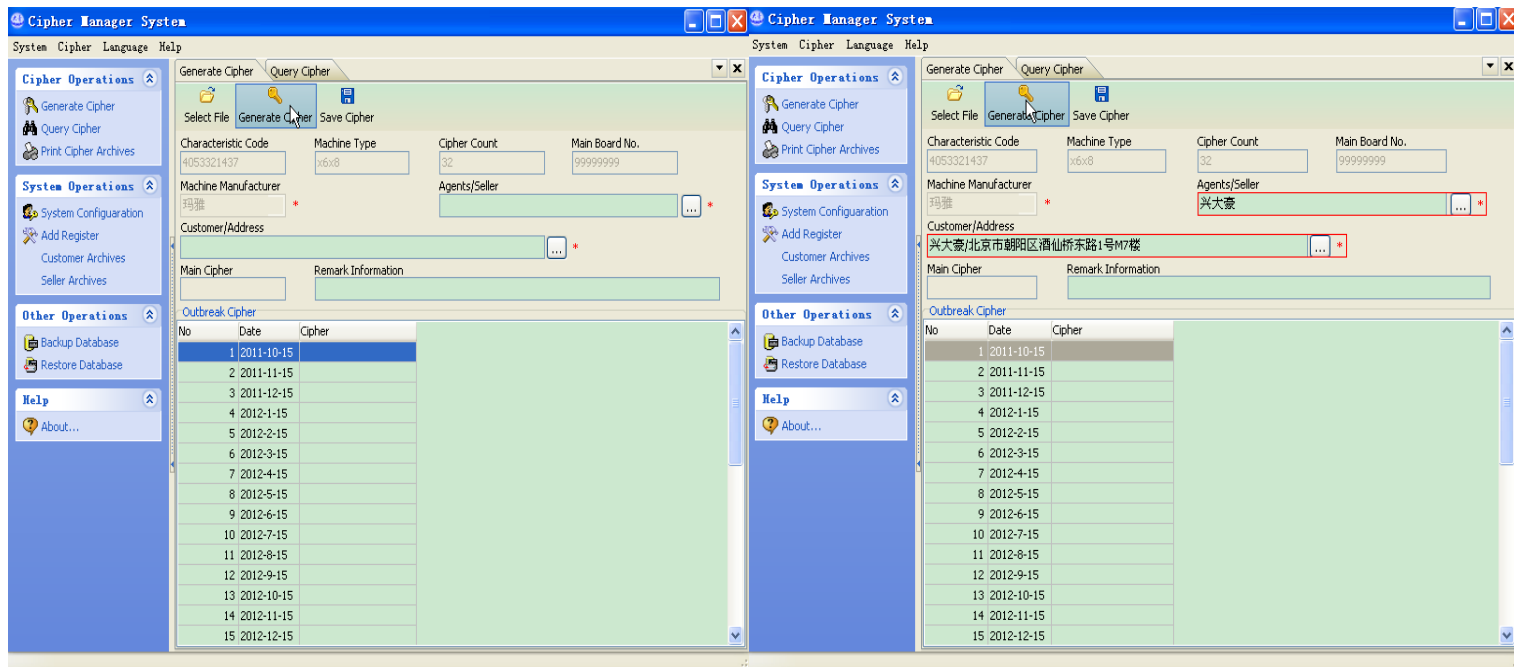 Cipher Manager System
System Cipher Language Help
Cipher Operations
Generate Cipher
Query Cipher
Print Cipher Archives
System Operations
System Configuaration
Add Register
Customer Archives
Seller Archives
Other Operations
Backup Database
Restore Database
Help
About...
Generate Cipher Query Cipher
Select File Generate Cipher Save Cipher
Characteristic Code Machine Type Cipher Count Main Board No.
4053321437 x6x8 32 99999999
Machine Manufacturer Agents/Seller
玛雅 * ... *
Customer/Address
... *
Main Cipher Remark Information
Outbreak Cipher
No Date Cipher
1 2011-10-15
2 2011-11-15
3 2011-12-15
4 2012-1-15
5 2012-2-15
6 2012-3-15
7 2012-4-15
8 2012-5-15
9 2012-6-15
10 2012-7-15
11 2012-8-15
12 2012-9-15
13 2012-10-15
14 2012-11-15
15 2012-12-15
Cipher Manager System
System Cipher Language Help
Cipher Operations
Generate Cipher
Query Cipher
Print Cipher Archives
System Operations
System Configuaration
Add Register
Customer Archives
Seller Archives
Other Operations
Backup Database
Restore Database
Help
About...
Generate Cipher Query Cipher
Select File Generate Cipher Save Cipher
Characteristic Code Machine Type Cipher Count Main Board No.
4053321437 x6x8 32 99999999
Machine Manufacturer Agents/Seller
玛雅 * 兴大豪 ... *
Customer/Address
兴大豪/北京市朝阳区酒仙桥东路1号M7楼 ... *
Main Cipher Remark Information
Outbreak Cipher
No Date Cipher
1 2011-10-15
2 2011-11-15
3 2011-12-15
4 2012-1-15
5 2012-2-15
6 2012-3-15
7 2012-4-15
8 2012-5-15
9 2012-6-15
10 2012-7-15
11 2012-8-15
12 2012-9-15
13 2012-10-15
14 2012-11-15
15 2012-12-15